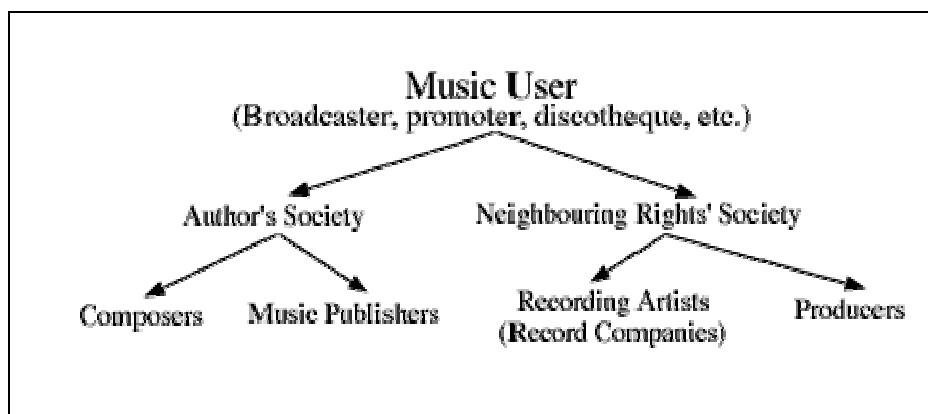 Music User
(Broadcaster, promoter, discotheque, etc.)
Author's Society
Neighbouring Rights' Society
Composers
Music Publishers
Recording Artists
(Record Companies)
Producers